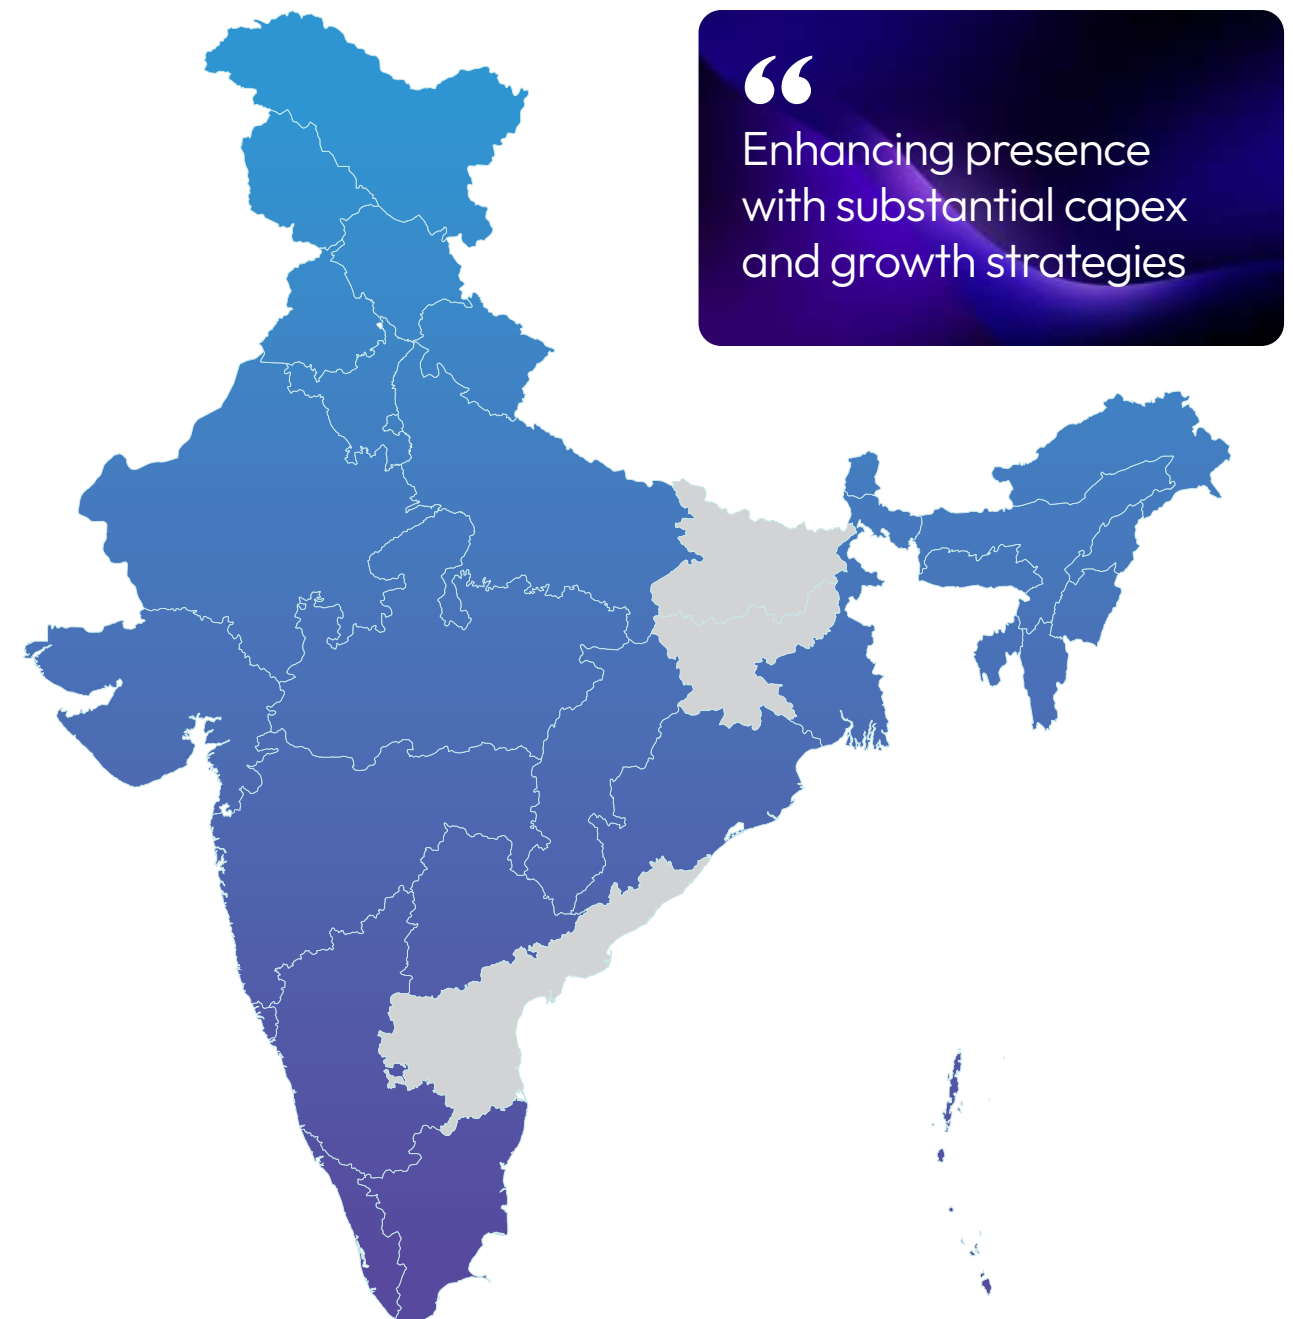 “
Enhancing presence
with substantial capex
and growth strategies